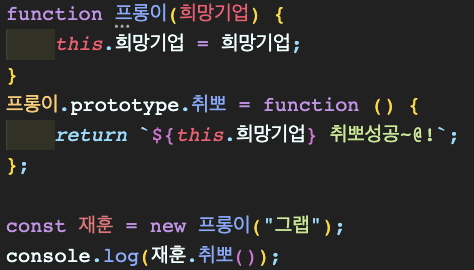 function 프롱이(희망기업) {
    this.희망기업 = 희망기업;
}
프롱이.prototype.취뽀 = function () {
    return `${this.희망기업} 취뽀성공~@!`;
};

const 재훈 = new 프롱이("그랩");
console.log(재훈.취뽀());